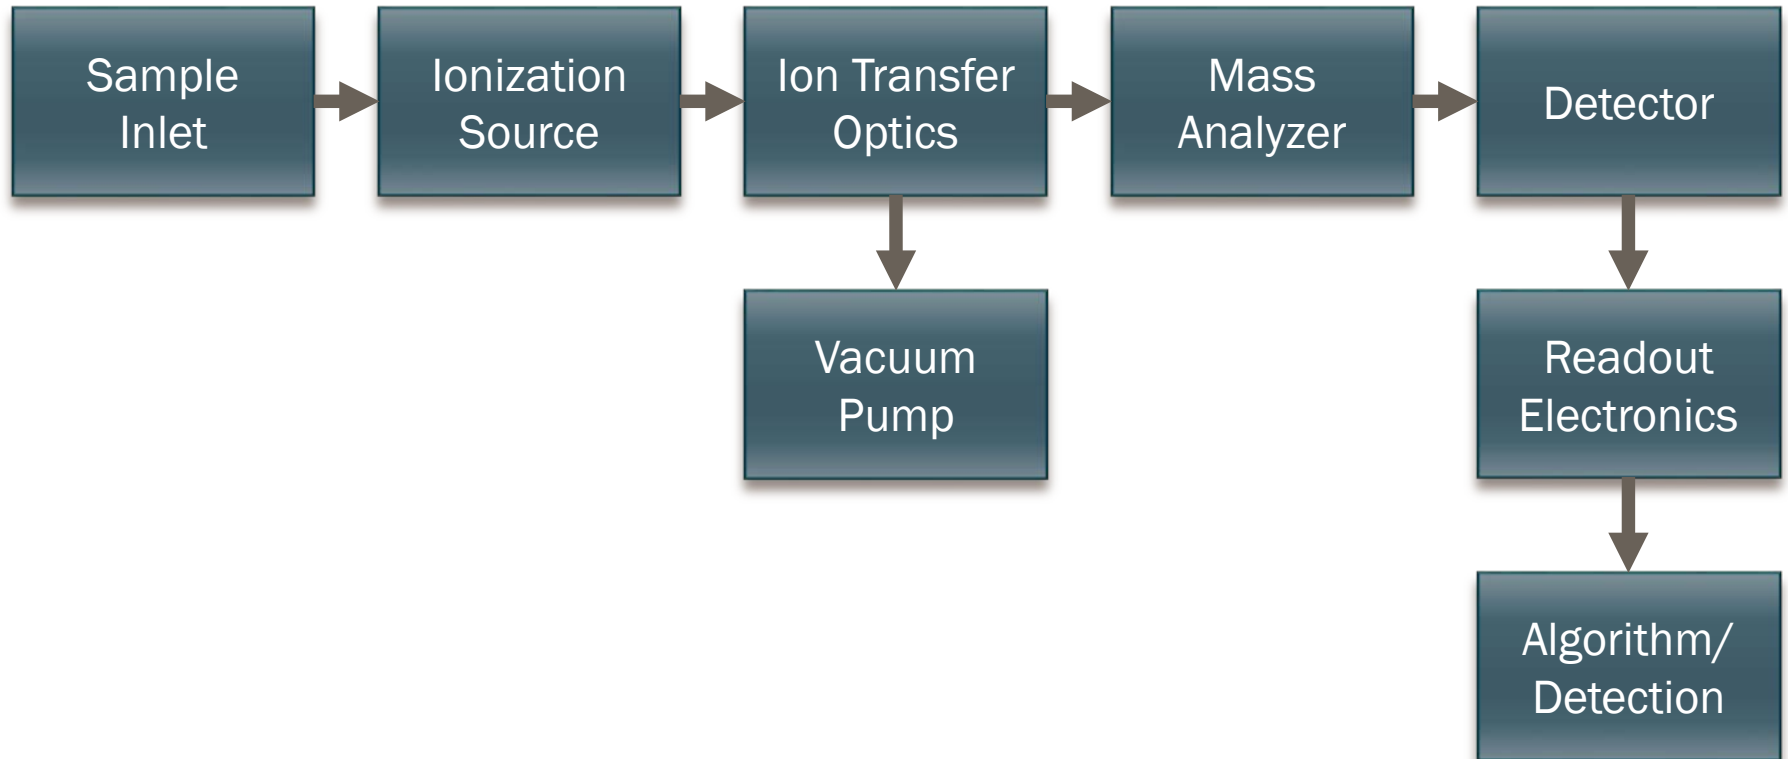 Sample
Inlet
Ionization
Source
Ion Transfer
Optics
Mass
Analyzer
Detector
Vacuum
Pump
Readout
Electronics
Algorithm/
Detection